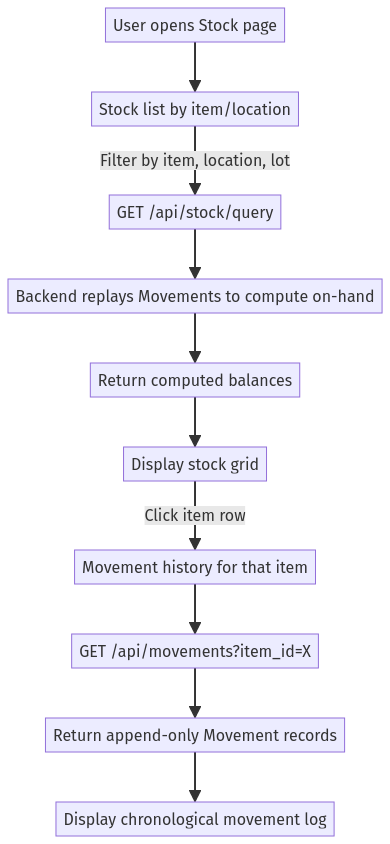 User opens Stock page
Stock list by item/location
Filter by item, location, lot
GET /api/stock/query
Backend replays Movements to compute on-hand
Return computed balances
Display stock grid
Click item row
Movement history for that item
GET /api/movements?item_id=X
Return append-only Movement records
Display chronological movement log